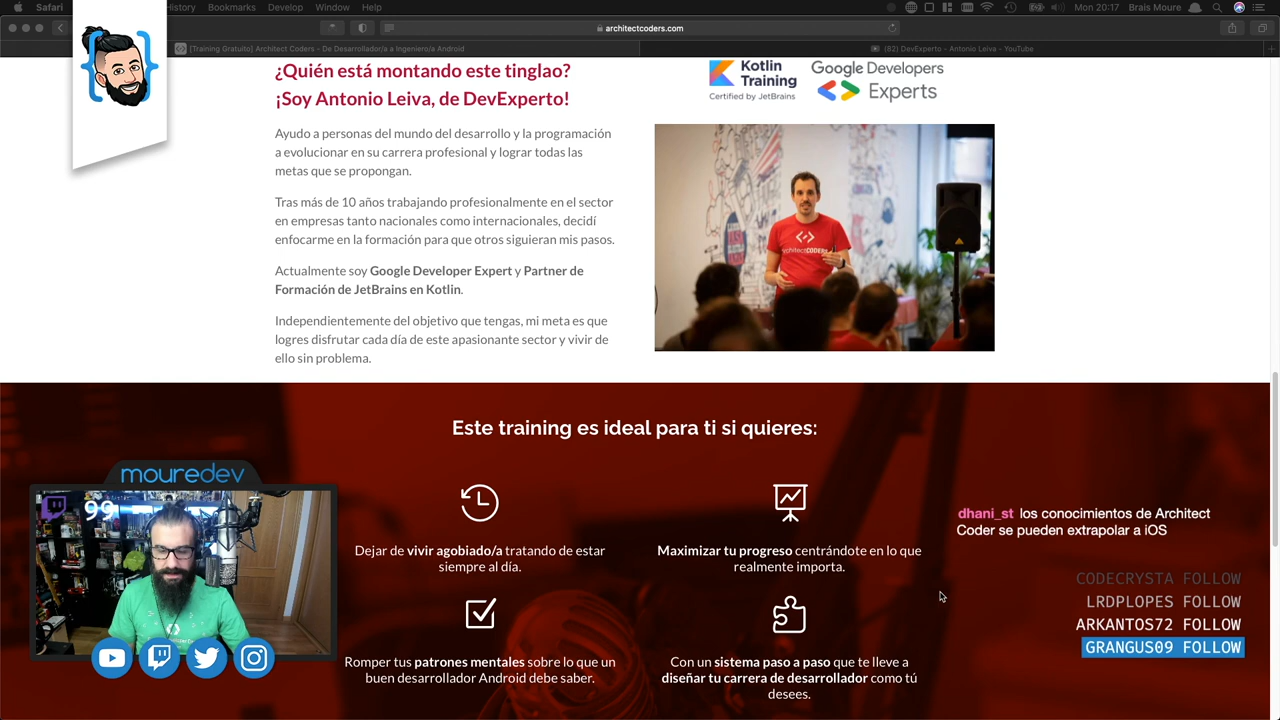 Safari
History
Bookmarks
Develop
Window
Help
Mon 20:17
Brais Moure
architectcoders.com
[Training Gratuito] Architect Coders - De Desarrollador/a a Ingeniero/a Android
(82) DevExperto - Antonio Leiva - YouTube
¿Quién está montando este tinglao?
¡Soy Antonio Leiva, de DevExperto!
Ayudo a personas del mundo del desarrollo y la programación
a evolucionar en su carrera profesional y lograr todas las
metas que se propongan.
Tras más de 10 años trabajando profesionalmente en el sector
en empresas tanto nacionales como internacionales, decidí
enfocarme en la formación para que otros siguieran mis pasos.
Actualmente soy Google Developer Expert y Partner de
Formación de JetBrains en Kotlin.
Independientemente del objetivo que tengas, mi meta es que
logres disfrutar cada día de este apasionante sector y vivir de
ello sin problema.
Kotlin
Training
Certified by JetBrains
Google Developers
Experts
architectCODERS
Este training es ideal para ti si quieres:
Dejar de vivir agobiado/a tratando de estar
siempre al día.
Maximizar tu progreso centrándote en lo que
realmente importa.
Romper tus patrones mentales sobre lo que un
buen desarrollador Android debe saber.
Con un sistema paso a paso que te lleve a
diseñar tu carrera de desarrollador como tú
desees.
mouredev
99
dhani_st los conocimientos de Architect
Coder se pueden extrapolar a iOS
CODECRYSTA FOLLOW
LRDPLOPES FOLLOW
ARKANTOS72 FOLLOW
GRANGUS09 FOLLOW